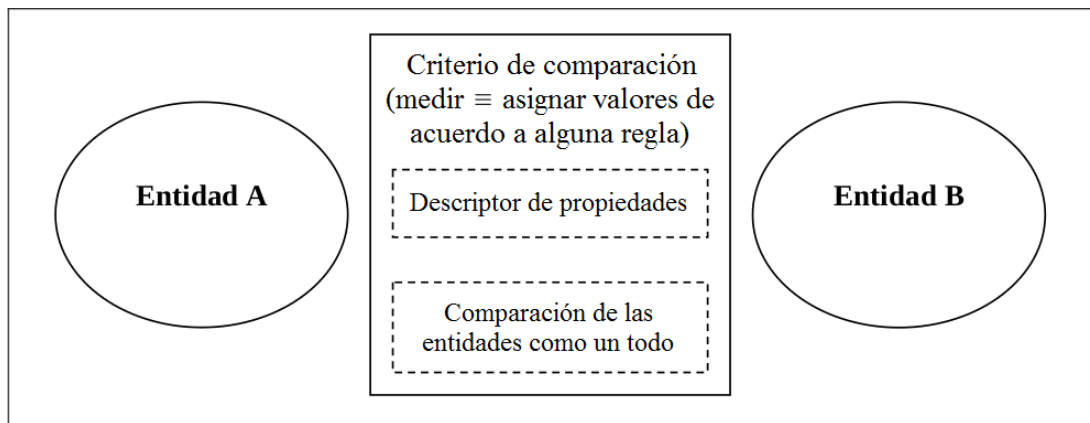 Criterio de comparación
(medir ≡ asignar valores de
acuerdo a alguna regla)
Entidad A
Descriptor de propiedades
Entidad B
Comparación de las
entidades como un todo